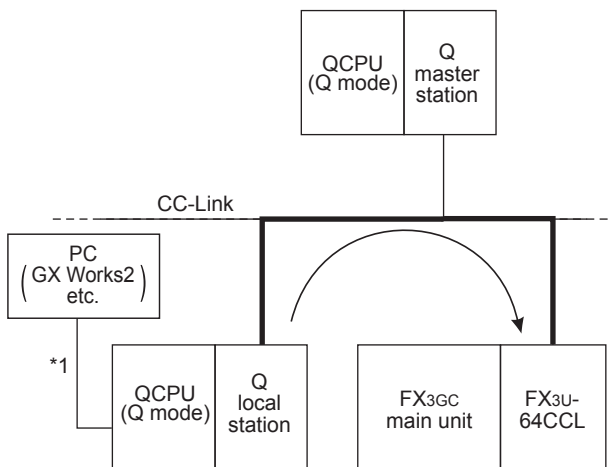 QCPU
(Q mode)
Q
master
station
CC-Link
PC
(GX Works2)
etc.
*1
QCPU
(Q mode)
Q
local
station
FX3GC
main unit
FX3U-
64CCL